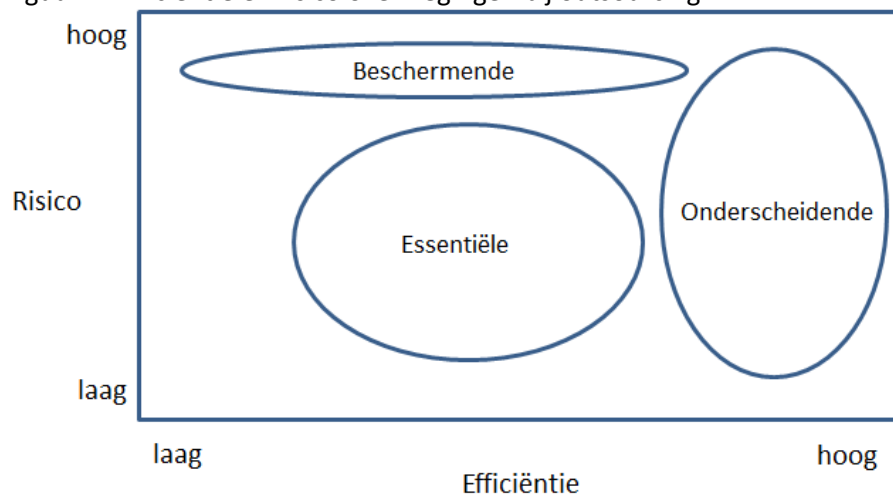 hoog
Beschermende
Risico
Onderscheidende
Essentiële
laag
laag
hoog
Efficiëntie